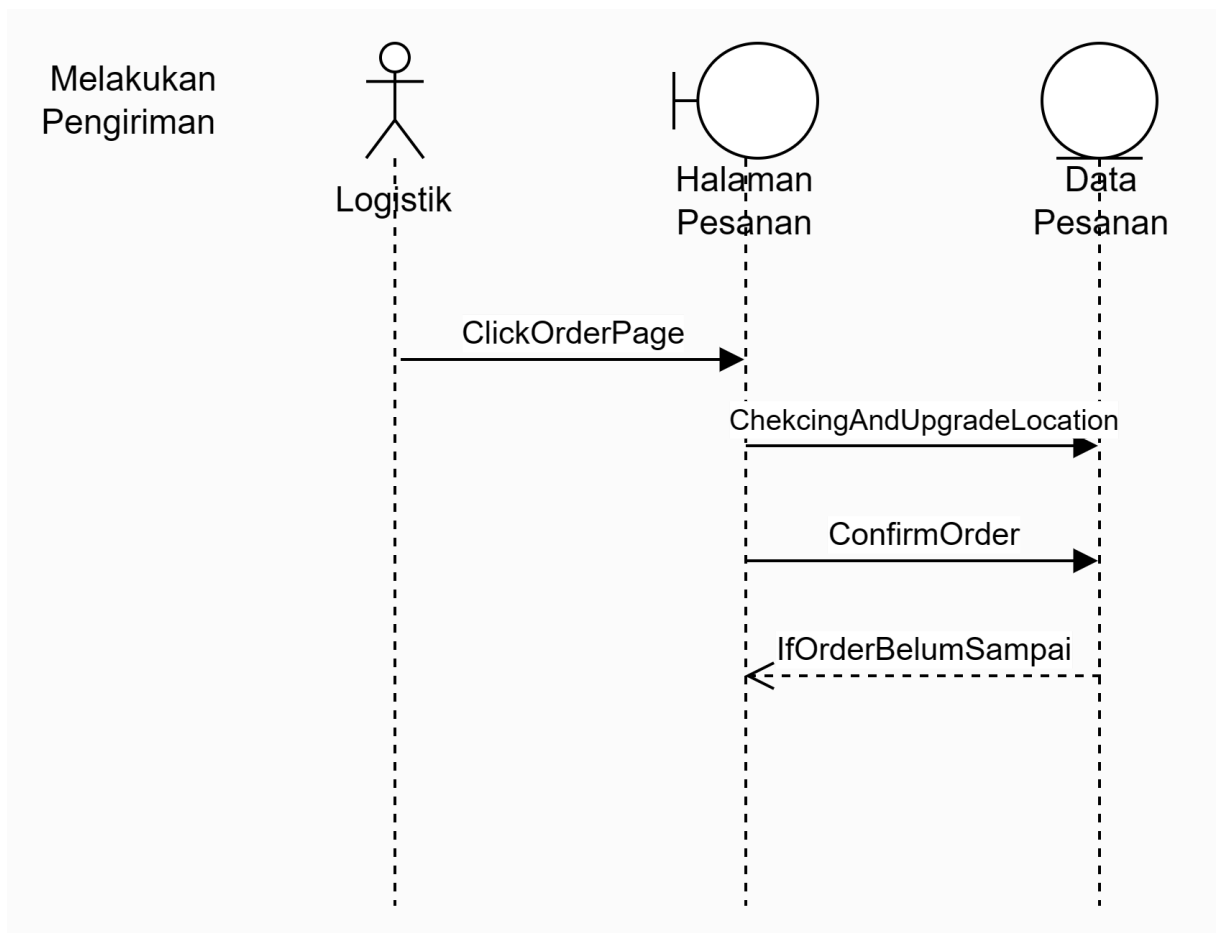 Melakukan
Pengiriman
Logistik
Halaman
Pesanan
Data
Pesanan
ClickOrderPage
ChekcingAndUpgradeLocation
ConfirmOrder
IfOrderBelumSampai